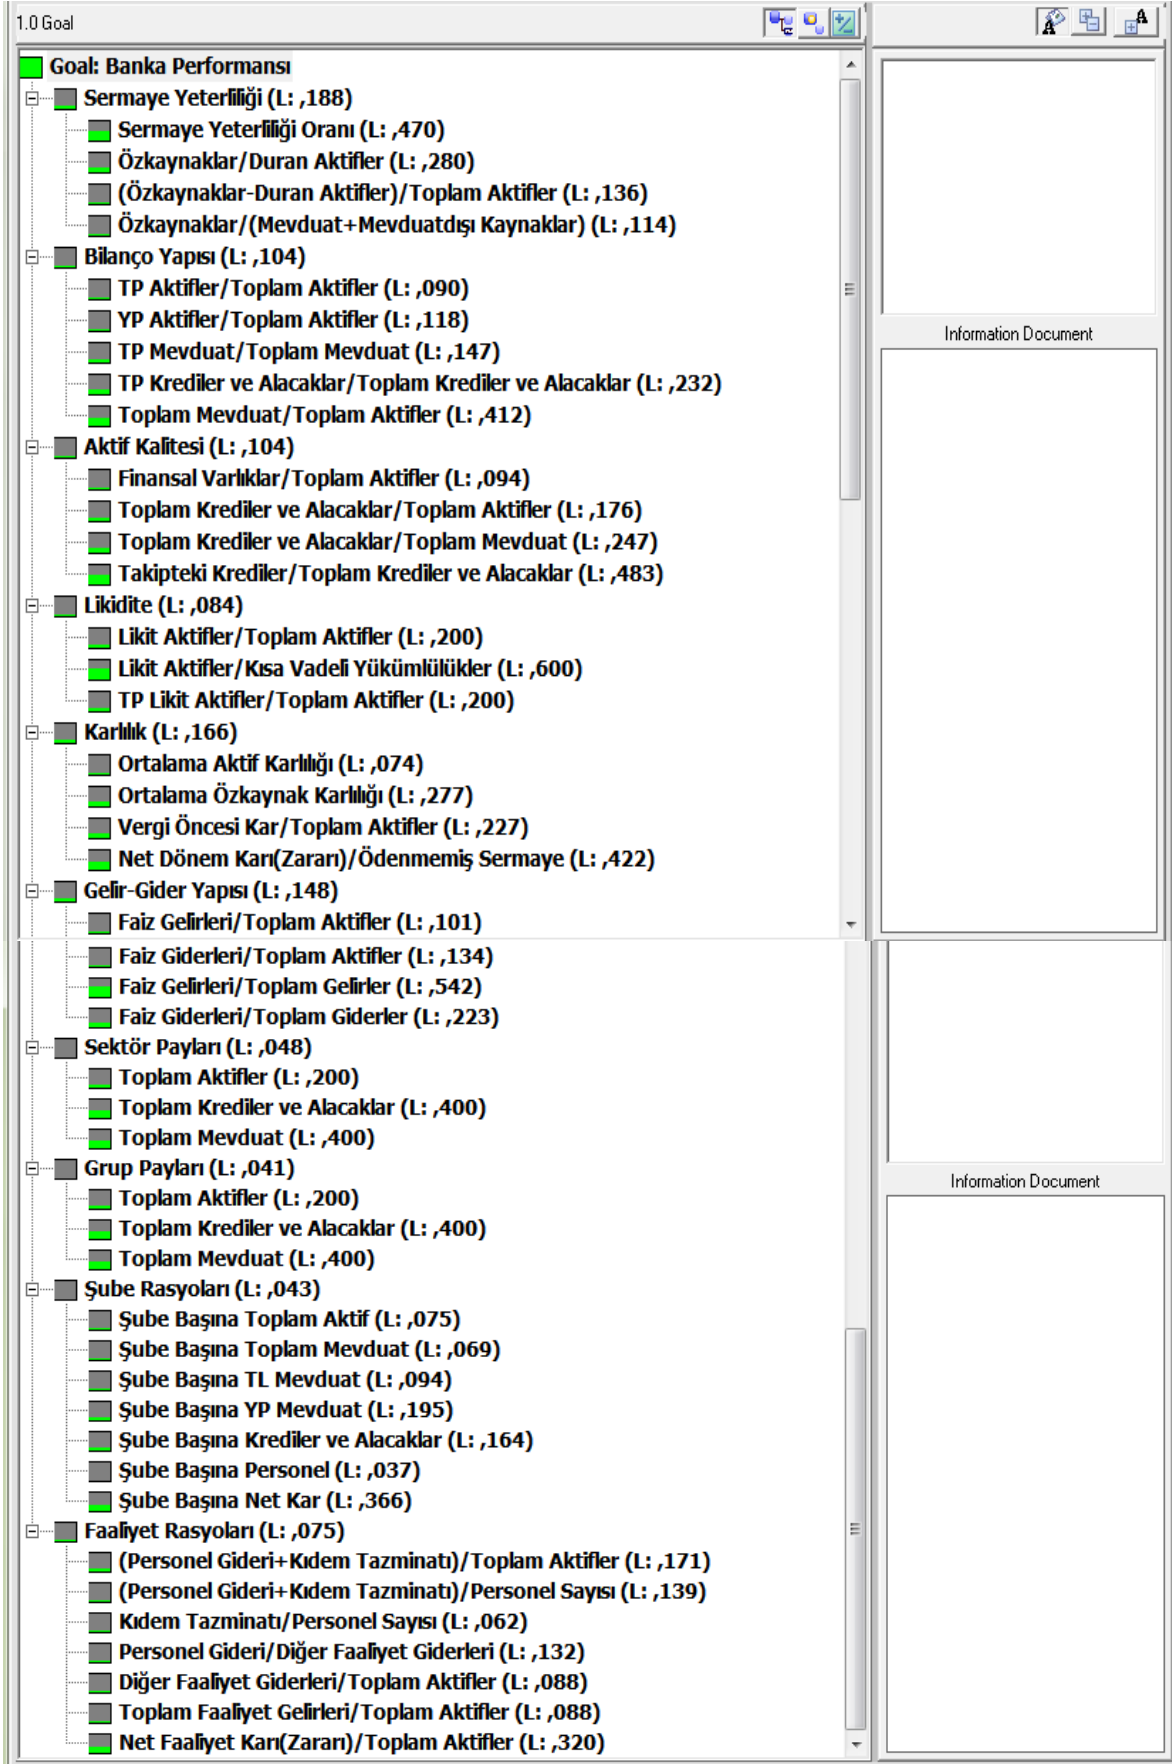 1.0 Goal
Goal: Banka Performansı
Sermaye Yeterliliği (L: ,188)
Sermaye Yeterliliği Oranı (L: ,470)
Özkaynaklar/Duran Aktifler (L: ,280)
(Özkaynaklar-Duran Aktifler)/Toplam Aktifler (L: ,136)
Özkaynaklar/(Mevduat+Mevduatdışı Kaynaklar) (L: ,114)
Bilanço Yapısı (L: ,104)
TP Aktifler/Toplam Aktifler (L: ,090)
YP Aktifler/Toplam Aktifler (L: ,118)
TP Mevduat/Toplam Mevduat (L: ,147)
TP Krediler ve Alacaklar/Toplam Krediler ve Alacaklar (L: ,232)
Toplam Mevduat/Toplam Aktifler (L: ,412)
Aktif Kalitesi (L: ,104)
Finansal Varlıklar/Toplam Aktifler (L: ,094)
Toplam Krediler ve Alacaklar/Toplam Aktifler (L: ,176)
Toplam Krediler ve Alacaklar/Toplam Mevduat (L: ,247)
Takipteki Krediler/Toplam Krediler ve Alacaklar (L: ,483)
Likidite (L: ,084)
Likit Aktifler/Toplam Aktifler (L: ,200)
Likit Aktifler/Kısa Vadeli Yükümlülükler (L: ,600)
TP Likit Aktifler/Toplam Aktifler (L: ,200)
Karlılık (L: ,166)
Ortalama Aktif Karlılığı (L: ,074)
Ortalama Özkaynak Karlılığı (L: ,277)
Vergi Öncesi Kar/Toplam Aktifler (L: ,227)
Net Dönem Karı(Zararı)/Ödenmemiş Sermaye (L: ,422)
Gelir-Gider Yapısı (L: ,148)
Faiz Gelirleri/Toplam Aktifler (L: ,101)
Faiz Giderleri/Toplam Aktifler (L: ,134)
Faiz Gelirleri/Toplam Gelirler (L: ,542)
Faiz Giderleri/Toplam Giderler (L: ,223)
Sektör Payları (L: ,048)
Toplam Aktifler (L: ,200)
Toplam Krediler ve Alacaklar (L: ,400)
Toplam Mevduat (L: ,400)
Grup Payları (L: ,041)
Toplam Aktifler (L: ,200)
Toplam Krediler ve Alacaklar (L: ,400)
Toplam Mevduat (L: ,400)
Şube Rasyoları (L: ,043)
Şube Başına Toplam Aktif (L: ,075)
Şube Başına Toplam Mevduat (L: ,069)
Şube Başına TL Mevduat (L: ,094)
Şube Başına YP Mevduat (L: ,195)
Şube Başına Krediler ve Alacaklar (L: ,164)
Şube Başına Personel (L: ,037)
Şube Başına Net Kar (L: ,366)
Faaliyet Rasyoları (L: ,075)
(Personel Gideri+Kıdem Tazminatı)/Toplam Aktifler (L: ,171)
(Personel Gideri+Kıdem Tazminatı)/Personel Sayısı (L: ,139)
Kıdem Tazminatı/Personel Sayısı (L: ,062)
Personel Gideri/Diğer Faaliyet Giderleri (L: ,132)
Diğer Faaliyet Giderleri/Toplam Aktifler (L: ,088)
Toplam Faaliyet Gelirleri/Toplam Aktifler (L: ,088)
Net Faaliyet Karı(Zararı)/Toplam Aktifler (L: ,320)
Information Document
Information Document